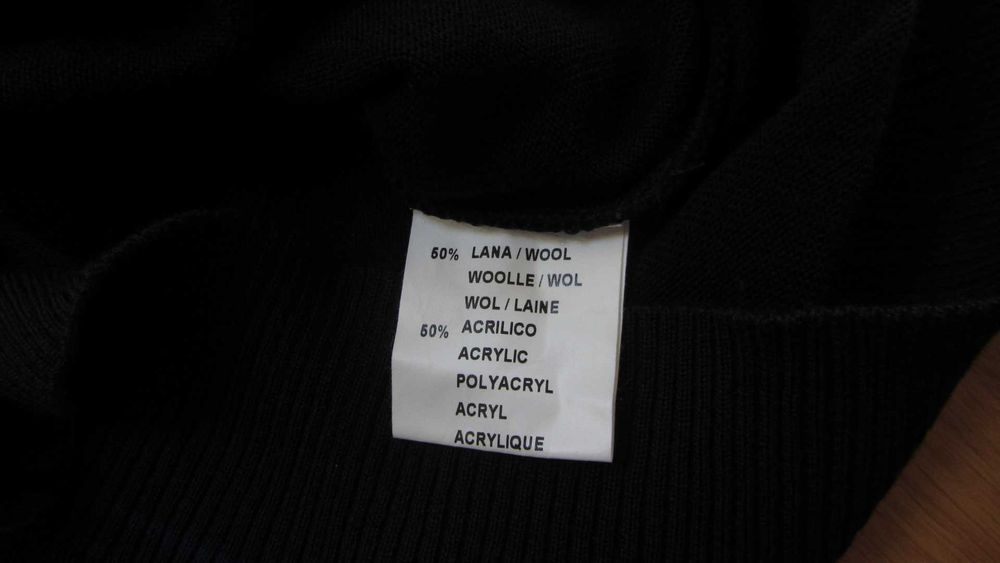 50% LANA / WOOL
WOOLLE / WOL
WOL / LAINE
50% ACRILICO
ACRYLIC
POLYACRYL
ACRYL
ACRYLIQUE